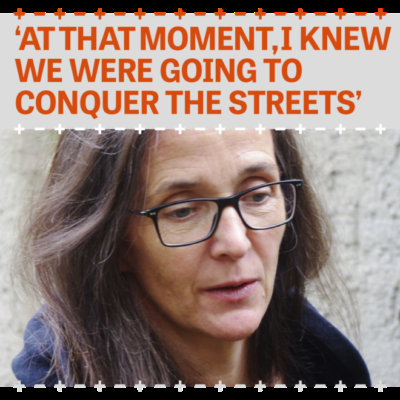 ‘AT THAT MOMENT, I KNEW
WE WERE GOING TO
CONQUER THE STREETS’